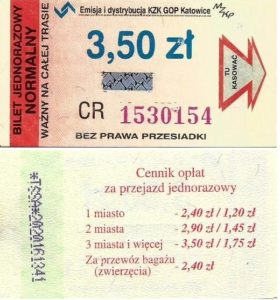 Emisja i dystrybucja KZK GOP Katowice
BILET JEDNORAZOWY
NORMALNY
WAŻNY NA CAŁEJ TRASIE
3,50 zł
TU
KASOWAĆ
CR 1530154
BEZ PRAWA PRZESIADKI
Cennik opłat
za przejazd jednorazowy
1 miasto - 2,40 zł / 1,20 zł
2 miasta - 2,90 zł / 1,45 zł
3 miasta i więcej - 3,50 zł / 1,75 zł
Za przewóz bagażu
(zwierzęcia) - 2,40 zł